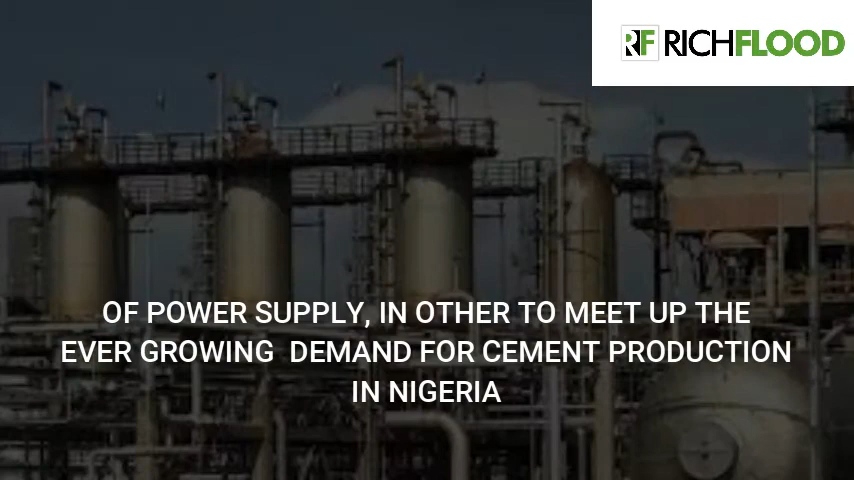 RF RICHFLOOD
OF POWER SUPPLY, IN OTHER TO MEET UP THE
EVER GROWING DEMAND FOR CEMENT PRODUCTION
IN NIGERIA